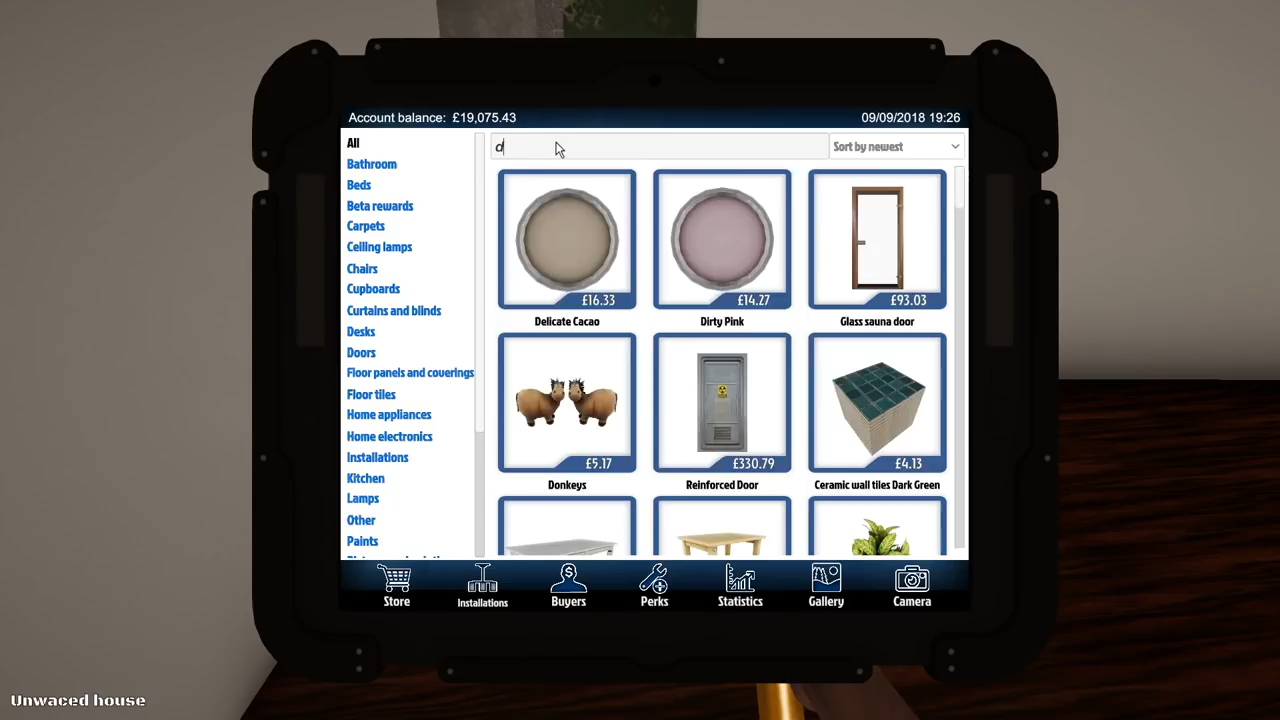 Account balance: £19,075.43
09/09/2018 19:26
All
Bathroom
Beds
Beta rewards
Carpets
Ceiling lamps
Chairs
Cupboards
Curtains and blinds
Desks
Doors
Floor panels and coverings
Floor tiles
Home appliances
Home electronics
Installations
Kitchen
Lamps
Other
Paints
d
Sort by newest
£16.33
£14.27
£93.03
Delicate Cacao
Dirty Pink
Glass sauna door
£5.17
£330.79
£4.13
Donkeys
Reinforced Door
Ceramic wall tiles Dark Green
Store
Installations
Buyers
Perks
Statistics
Gallery
Camera
Unwaced house